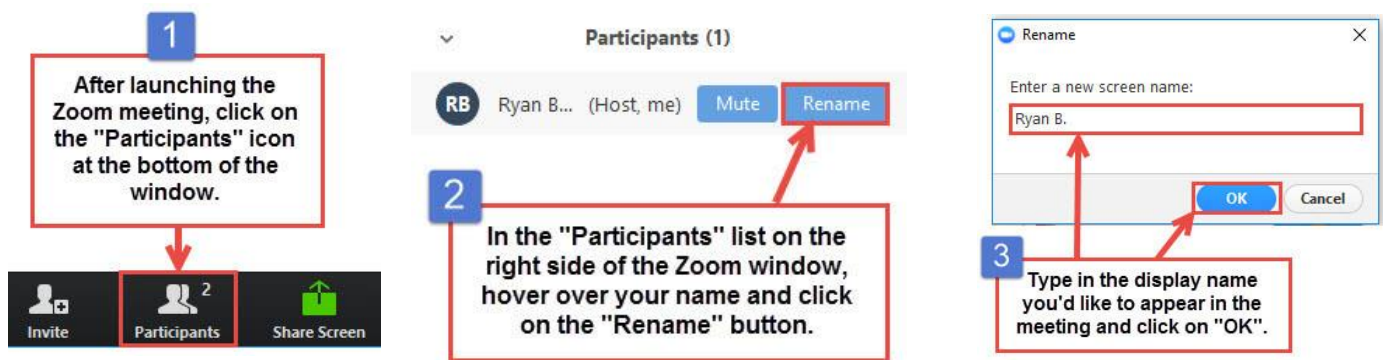 1
After launching the
Zoom meeting, click on
the "Participants" icon
at the bottom of the
window.
Invite
Participants
2
Share Screen
Participants (1)
RB
Ryan B...
(Host, me)
Mute
Rename
2
In the "Participants" list on the
right side of the Zoom window,
hover over your name and click
on the "Rename" button.
Rename
Enter a new screen name:
Ryan B.
OK
Cancel
3
Type in the display name
you'd like to appear in the
meeting and click on "OK".